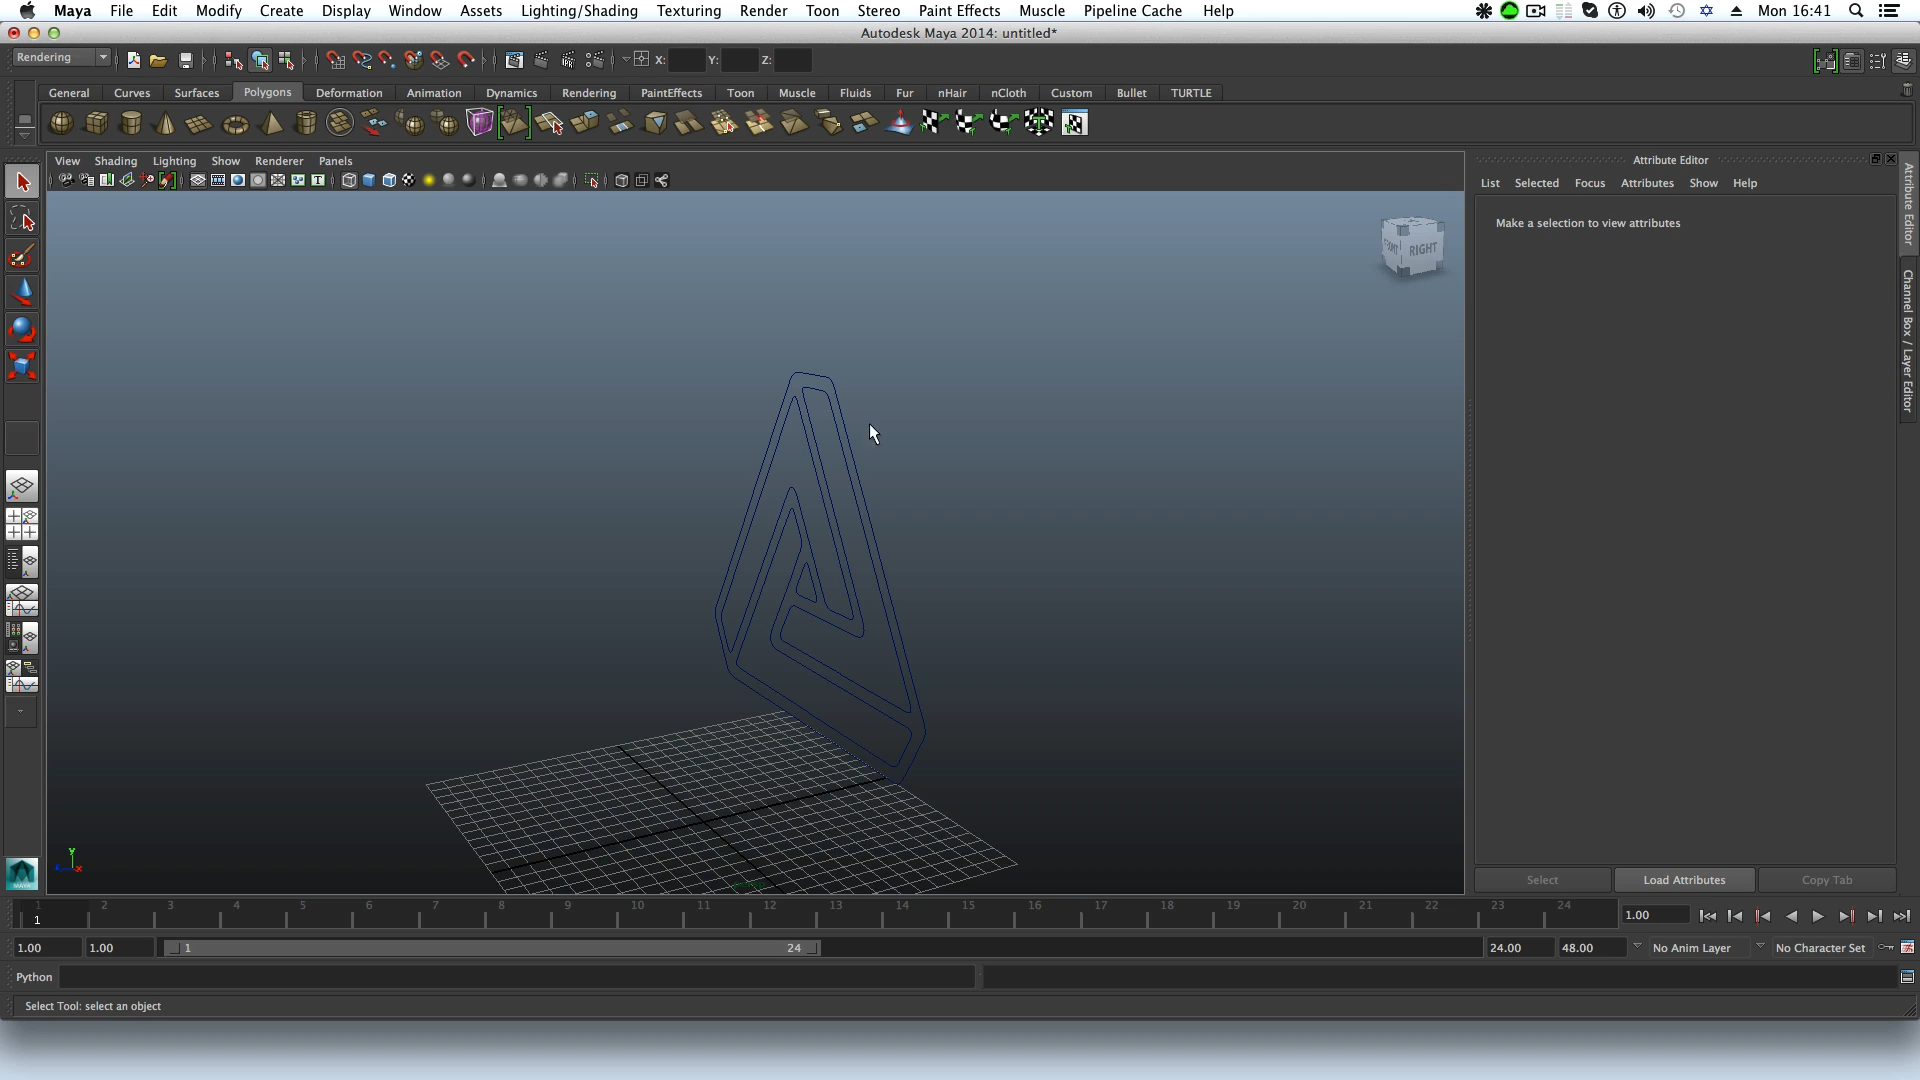 Maya File Edit Modify Create Display Window Assets Lighting/Shading Texturing Render Toon Stereo Paint Effects Muscle Pipeline Cache Help Mon 16:41
Autodesk Maya 2014: untitled*
Rendering X: Y: Z:
General Curves Surfaces Polygons Deformation Animation Dynamics Rendering PaintEffects Toon Muscle Fluids Fur nHair nCloth Custom Bullet TURTLE
View Shading Lighting Show Renderer Panels
Attribute Editor
List Selected Focus Attributes Show Help
Make a selection to view attributes
RIGHT
Attribute Editor
Channel Box / Layer Editor
y
MAYA
Select Load Attributes Copy Tab
1 2 3 4 5 6 7 8 9 10 11 12 13 14 15 16 17 18 19 20 21 22 23 24
1 1.00
1.00 1.00 1 24 24.00 48.00 No Anim Layer No Character Set
Python
Select Tool: select an object